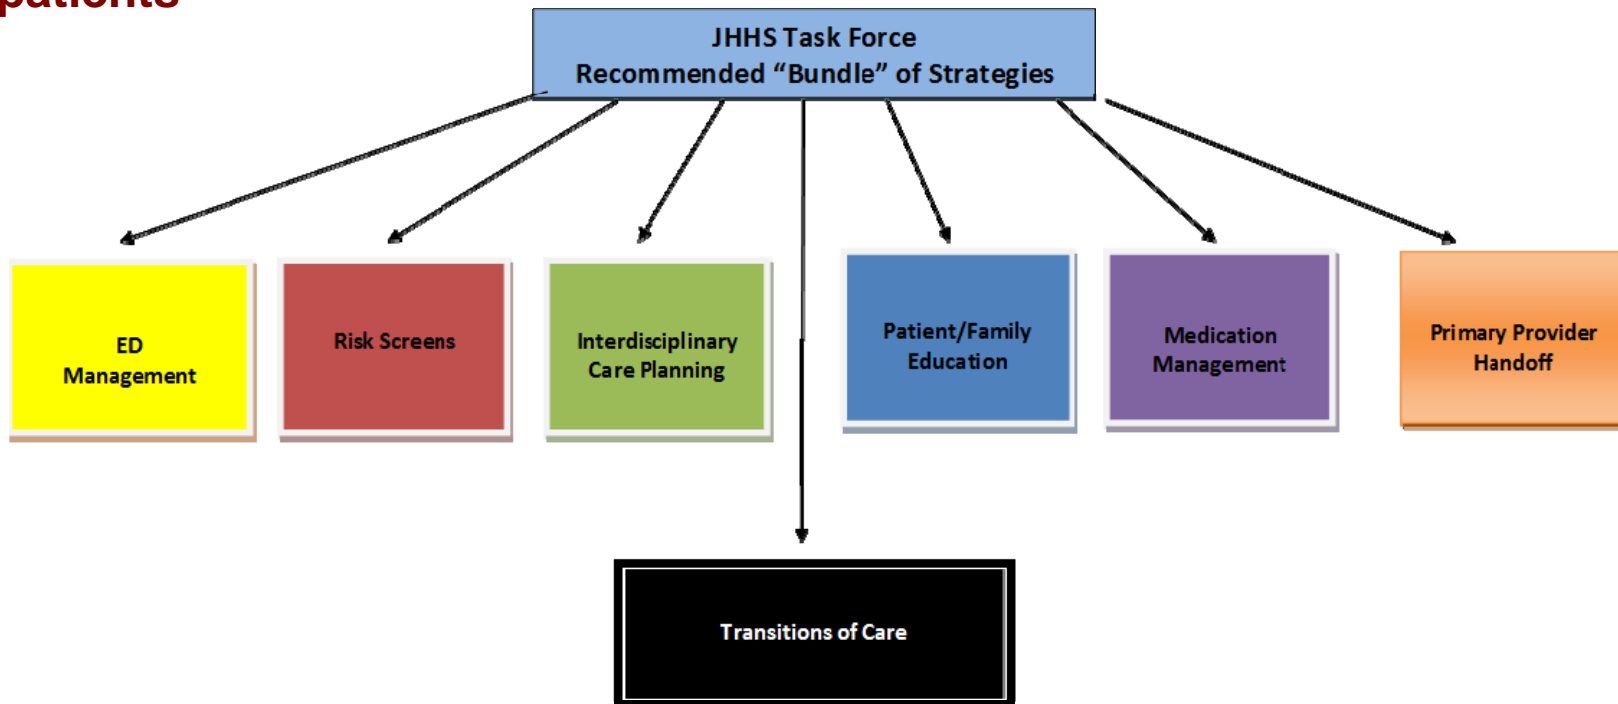 patients
JHHS Task Force
Recommended “Bundle” of Strategies
ED
Management
Risk Screens
Interdisciplinary
Care Planning
Patient/Family
Education
Medication
Management
Primary Provider
Handoff
Transitions of Care